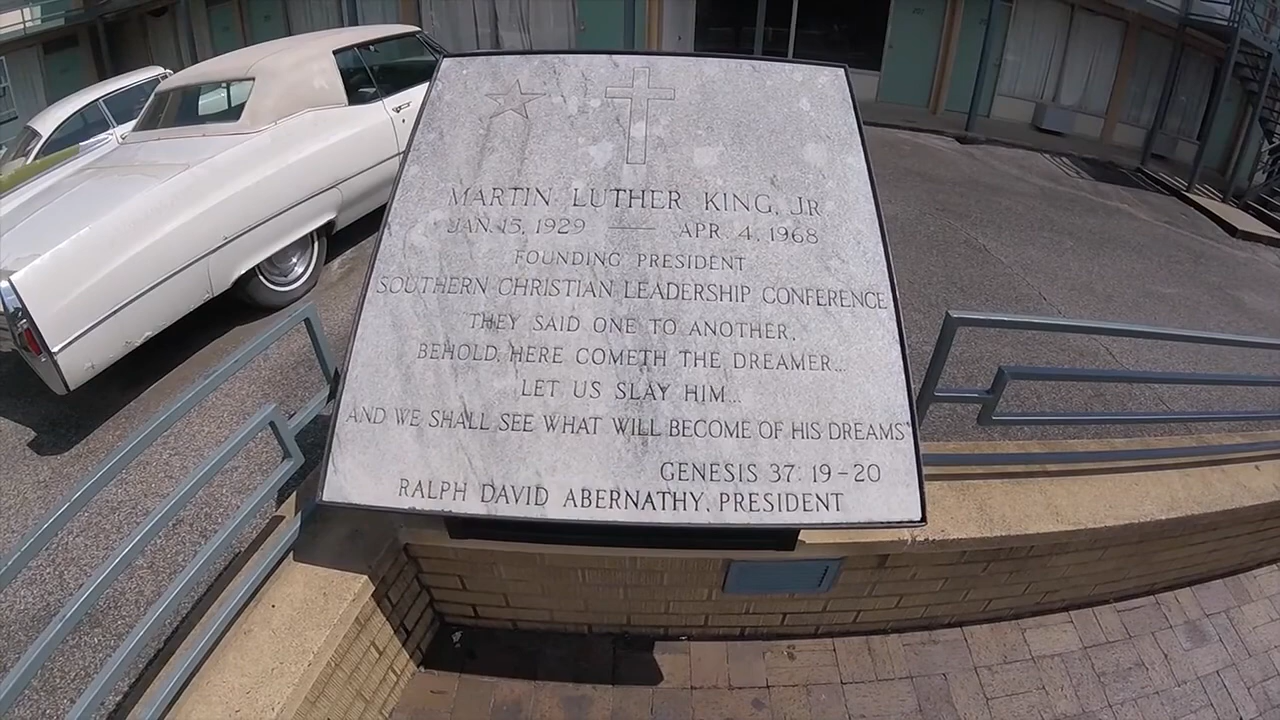 MARTIN LUTHER KING, JR
JAN. 15, 1929 — APR. 4, 1968
FOUNDING PRESIDENT
SOUTHERN CHRISTIAN LEADERSHIP CONFERENCE
"THEY SAID ONE TO ANOTHER,
BEHOLD, HERE COMETH THE DREAMER...
LET US SLAY HIM...
AND WE SHALL SEE WHAT WILL BECOME OF HIS DREAMS"
GENESIS 37: 19-20
RALPH DAVID ABERNATHY, PRESIDENT